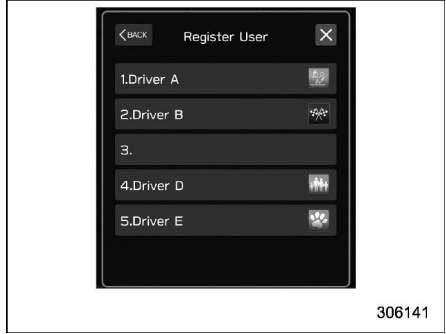 BACK
Register User
1.Driver A
2.Driver B
3.
4.Driver D
5.Driver E
306141